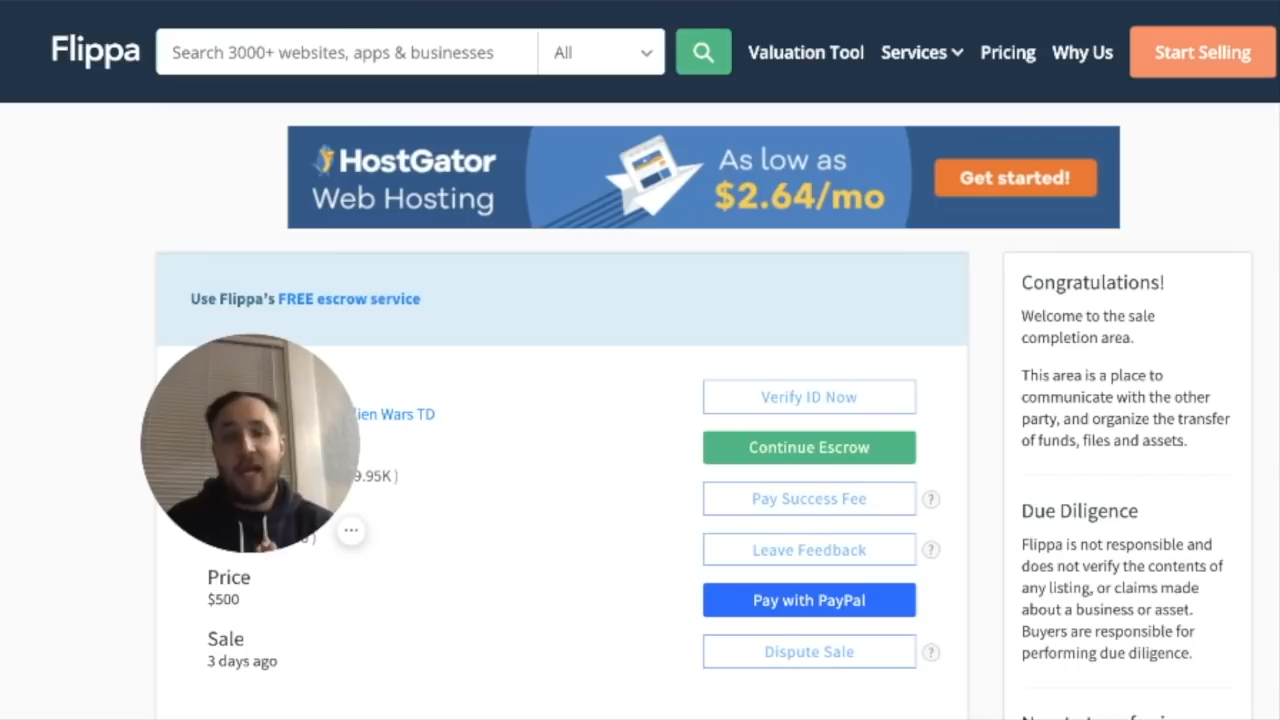 Flippa
Search 3000+ websites, apps & businesses
All
Valuation Tool
Services
Pricing
Why Us
Start Selling
HostGator
Web Hosting
As low as
$2.64/mo
Get started!
Use Flippa's FREE escrow service
Wars TD
9.95K)
)
...
Price
$500
Sale
3 days ago
Verify ID Now
Continue Escrow
Pay Success Fee
?
Leave Feedback
?
Pay with PayPal
Dispute Sale
?
Congratulations!
Welcome to the sale
completion area.
This area is a place to
communicate with the other
party, and organize the transfer
of funds, files and assets.
Due Diligence
Flippa is not responsible and
does not verify the contents of
any listing, or claims made
about a business or asset.
Buyers are responsible for
performing due diligence.